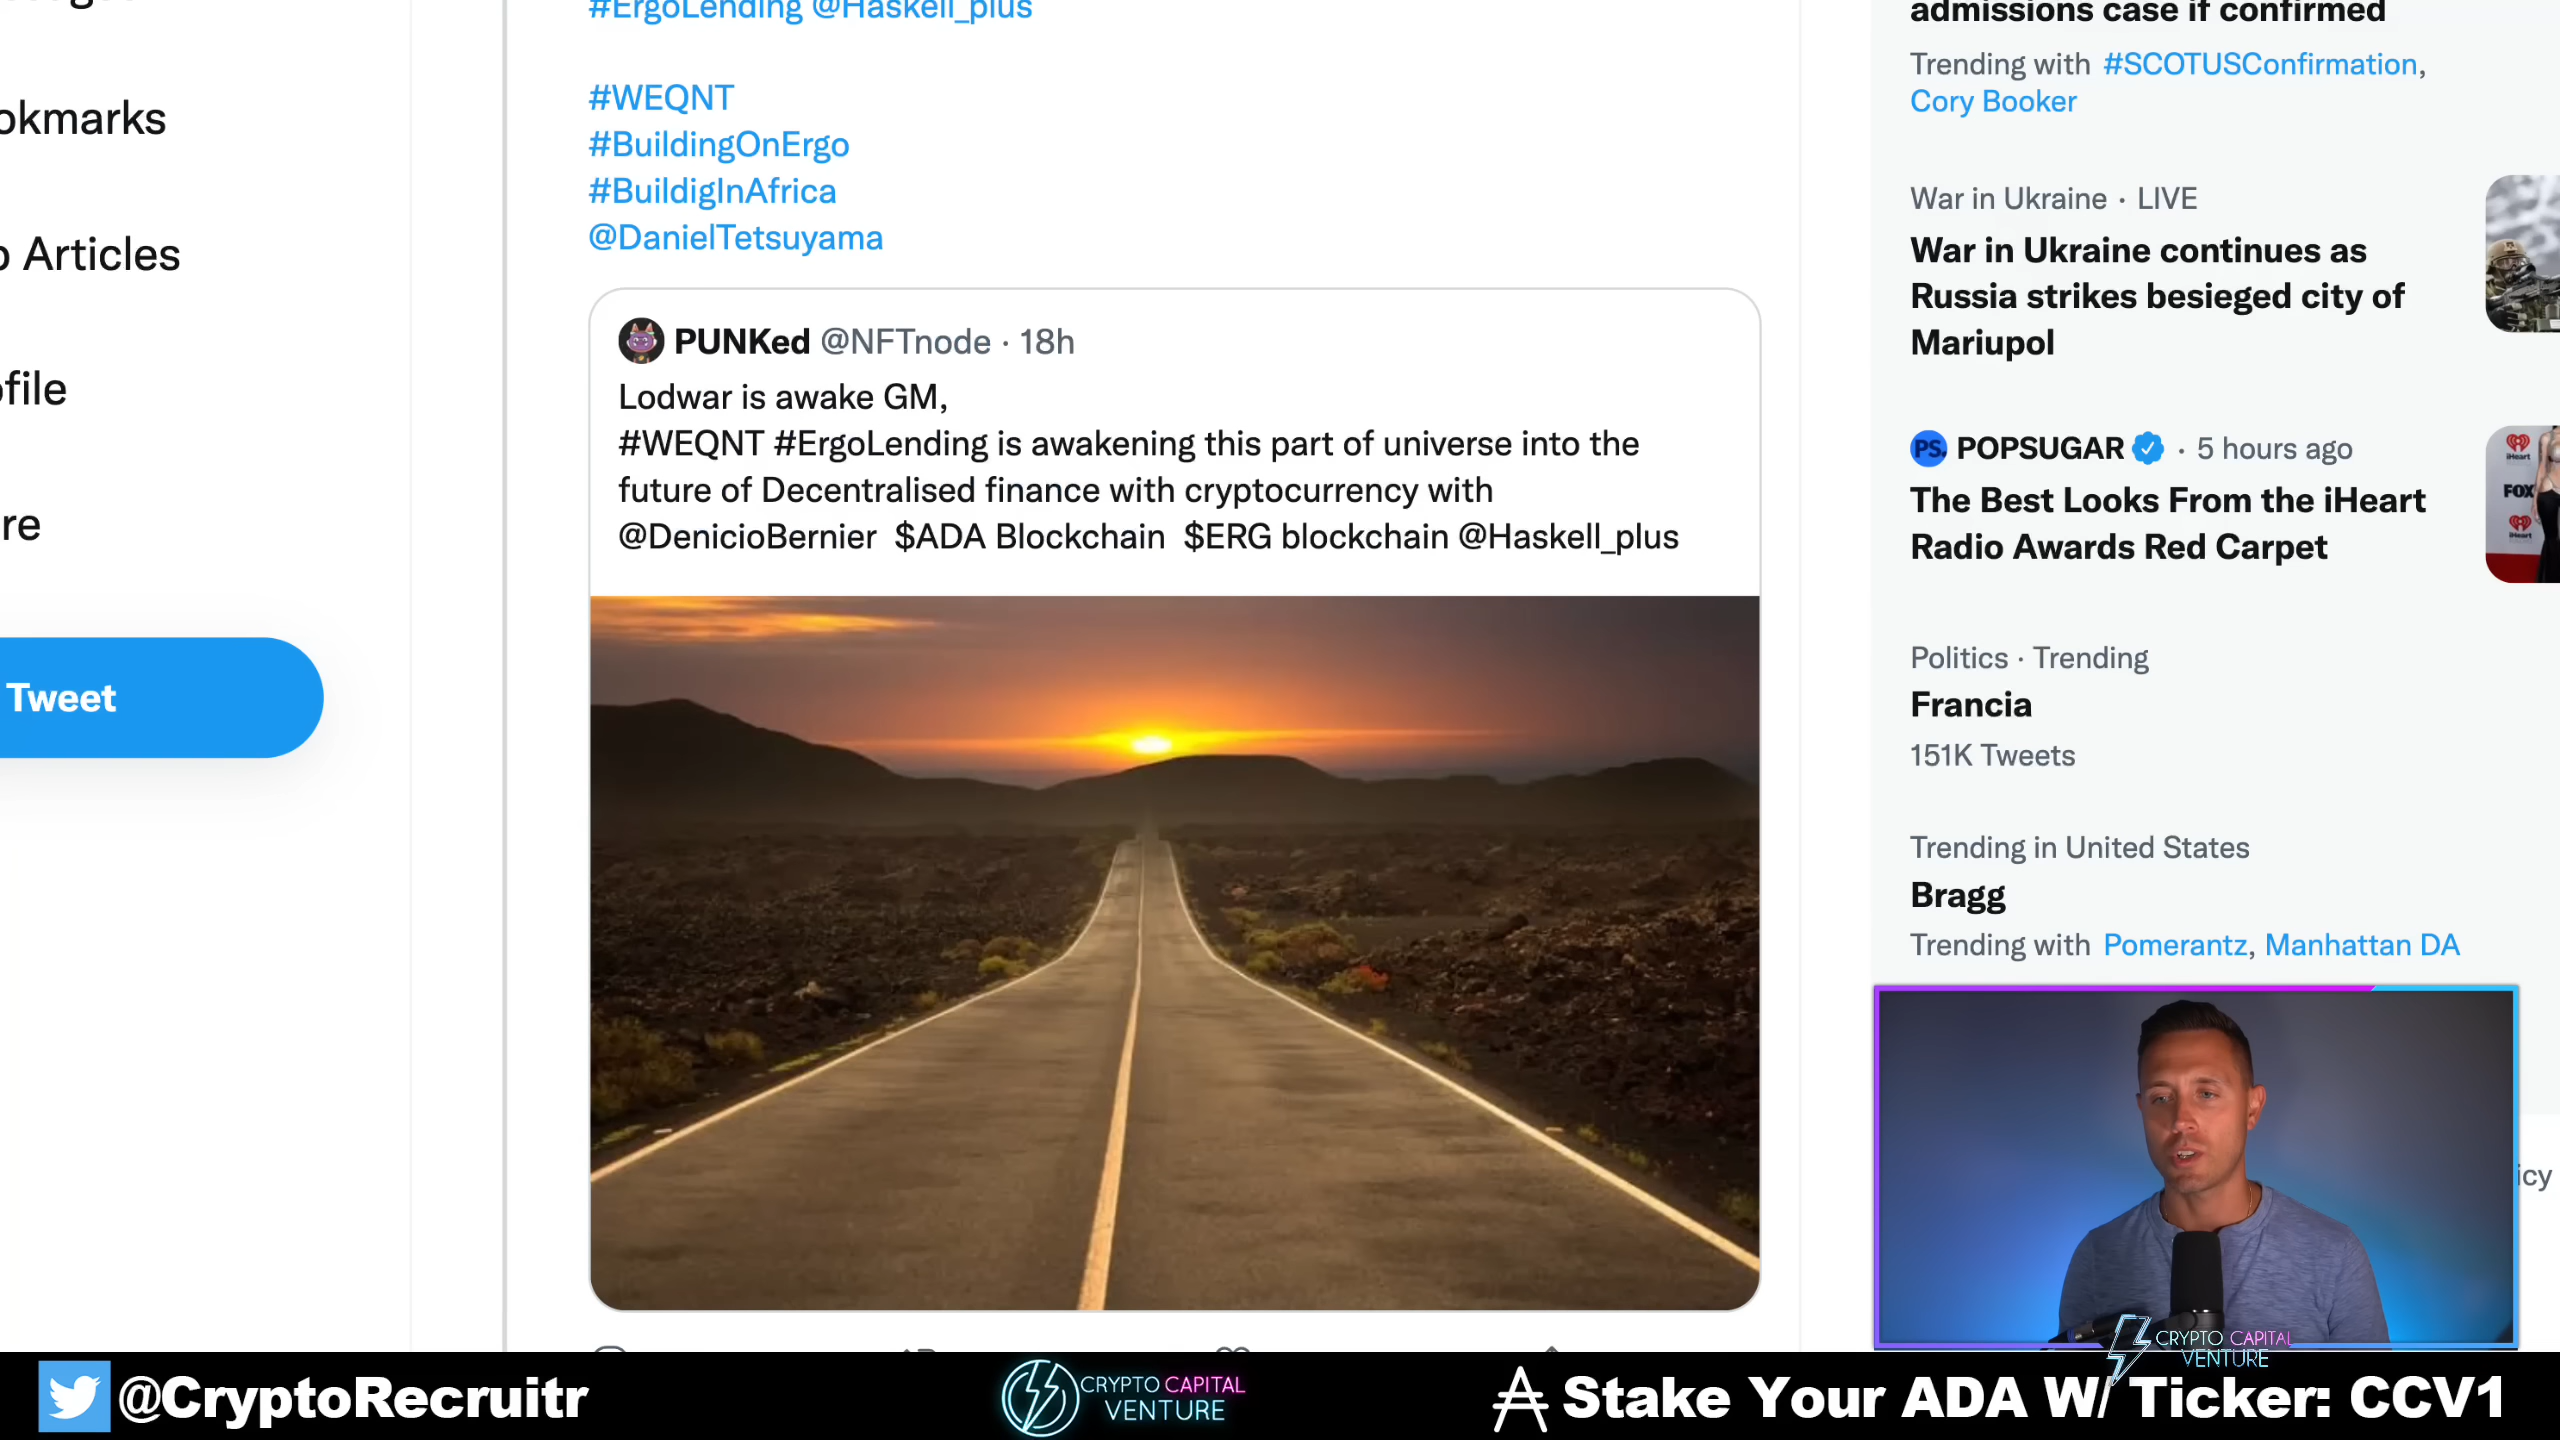 #ErgoLending @Haskell_plus
#WEQNT
#BuildingOnErgo
#BuildigInAfrica
@DanielTetsuyama
PUNKed @NFTnode · 18h
Lodwar is awake GM,
#WEQNT #ErgoLending is awakening this part of universe into the
future of Decentralised finance with cryptocurrency with
@DenicioBernier $ADA Blockchain $ERG blockchain @Haskell_plus
okmarks
Articles
ofile
re
Tweet
admissions case if confirmed
Trending with #SCOTUSConfirmation,
Cory Booker
War in Ukraine · LIVE
War in Ukraine continues as
Russia strikes besieged city of
Mariupol
PS. POPSUGAR · 5 hours ago
The Best Looks From the iHeart
Radio Awards Red Carpet
iHeart
FOX
Politics · Trending
Francia
151K Tweets
Trending in United States
Bragg
Trending with Pomerantz, Manhattan DA
icy
CRYPTO CAPITAL
VENTURE
@CryptoRecruitr
CRYPTO CAPITAL
VENTURE
Stake Your ADA W/ Ticker: CCV1